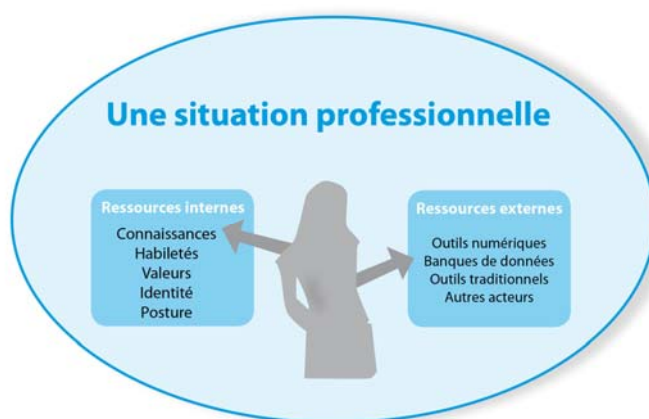 Une situation professionnelle
Ressources internes
Connaissances
Habiletés
Valeurs
Identité
Posture
Ressources externes
Outils numériques
Banques de données
Outils traditionnels
Autres acteurs